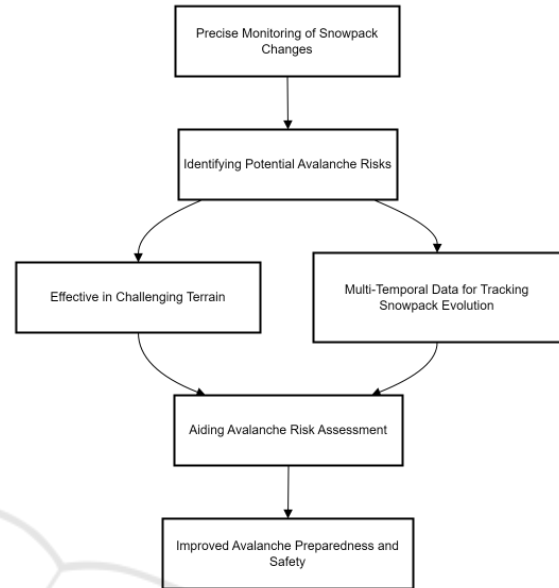 Precise Monitoring of Snowpack
Changes
Identifying Potential Avalanche Risks
Effective in Challenging Terrain
Multi-Temporal Data for Tracking
Snowpack Evolution
Aiding Avalanche Risk Assessment
Improved Avalanche Preparedness and
Safety